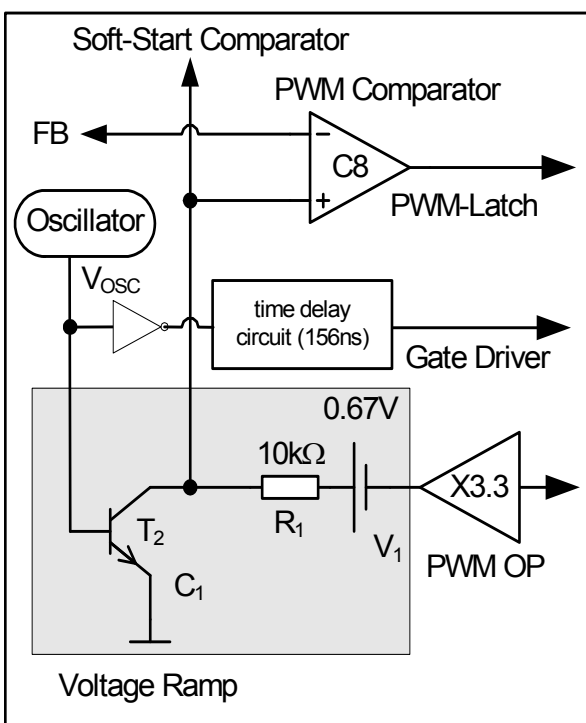 Soft-Start Comparator
PWM Comparator
FB
−
C8
+
PWM-Latch
Oscillator
VOSC
time delay
circuit (156ns)
Gate Driver
0.67V
10kΩ
X3.3
R1
T2
V1
PWM OP
C1
Voltage Ramp